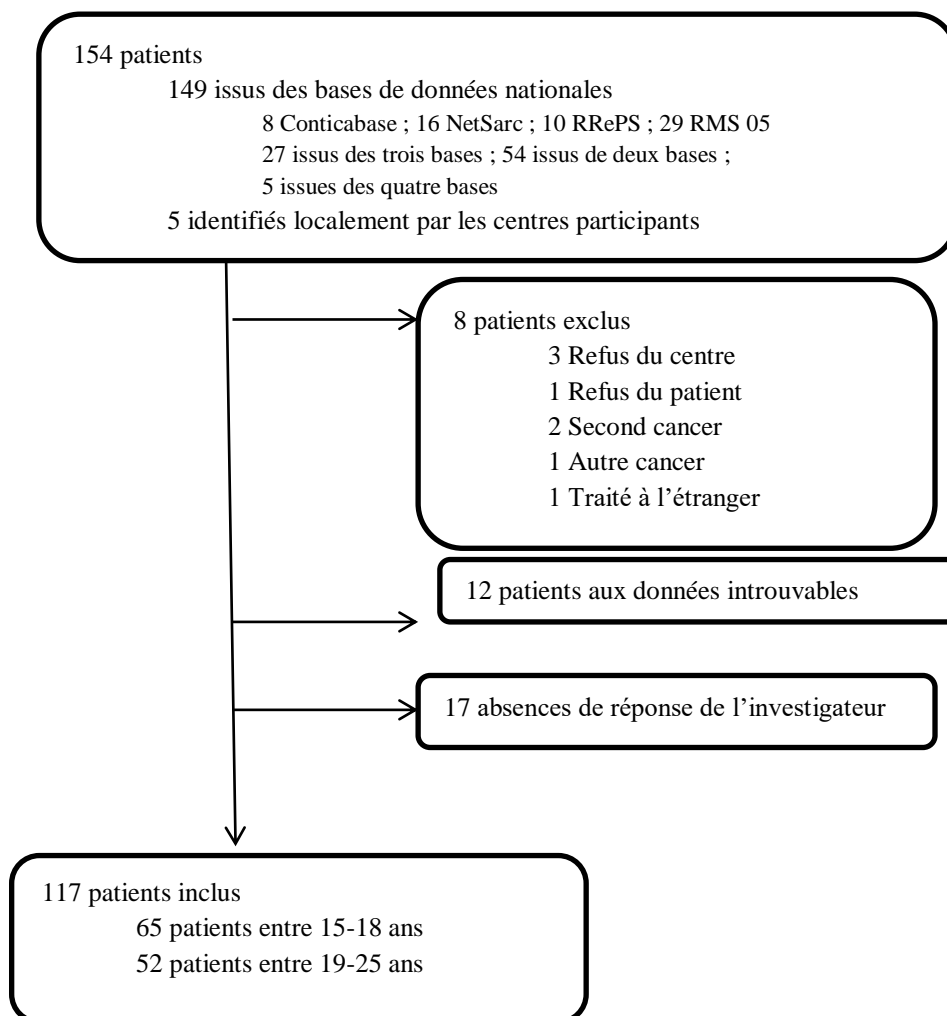 154 patients
149 issus des bases de données nationales
8 Conticabase ; 16 NetSarc ; 10 RRePS ; 29 RMS 05
27 issus des trois bases ; 54 issus de deux bases ;
5 issues des quatre bases
5 identifiés localement par les centres participants
8 patients exclus
3 Refus du centre
1 Refus du patient
2 Second cancer
1 Autre cancer
1 Traité à l’étranger
12 patients aux données introuvables
17 absences de réponse de l’investigateur
117 patients inclus
65 patients entre 15-18 ans
52 patients entre 19-25 ans